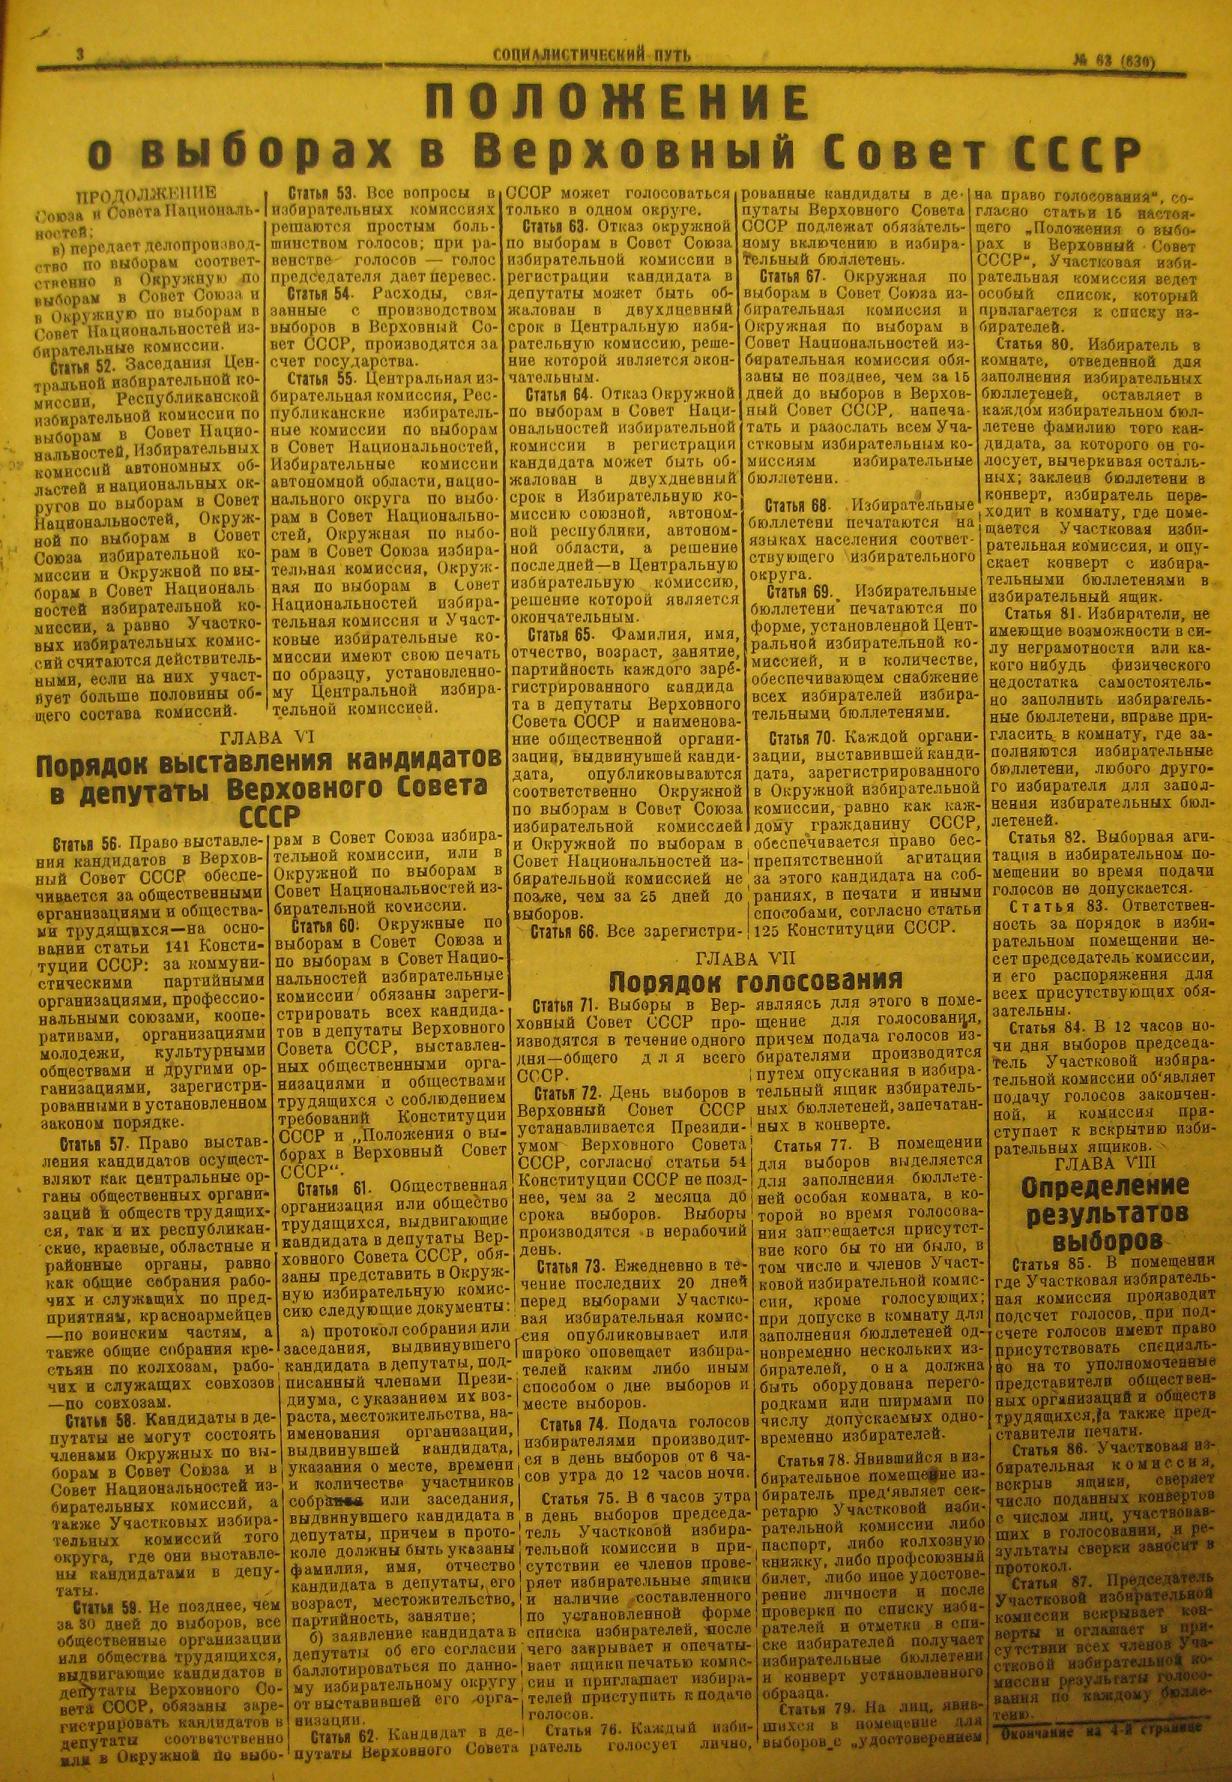 3
СОЦИАЛИСТИЧЕСКИЙ ПУТЬ
№ 63 (630)
ПОЛОЖЕНИЕ
о выборах в Верховный Совет СССР
ПРОДОЛЖЕНИЕ
Союза и Совета Националь-
ностей;
в) передает делопроизвод-
ство по выборам соответ-
ственно в Окружную по
выборам в Совет Союза и
в Окружную по выборам в
Совет Национальностей из-
бирательные комиссии.
Статья 52. Заседания Цен-
тральной избирательной ко-
миссии, Республиканской
избирательной комиссии по
выборам в Совет Нацио-
нальностей, Избирательных
комиссий автономных об-
ластей и национальных ок-
ругов по выборам в Совет
Национальностей, Окруж-
ной по выборам в Совет
Союза избирательной ко-
миссии и Окружной по вы-
борам в Совет Националь
ностей избирательной ко-
миссии, а равно Участко-
вых избирательных комис-
сий считаются действитель-
ными, если на них участ-
вует больше половины об-
щего состава комиссий.
Статья 53. Все вопросы в
избирательных комиссиях
решаются простым боль-
шинством голосов; при ра-
венстве голосов — голос
председателя дает перевес.
Статья 54. Расходы, свя-
занные с производством
выборов в Верховный Со-
вет СССР, производятся за
счет государства.
Статья 55. Центральная из-
бирательная комиссия, Рес-
публиканские избиратель-
ные комиссии по выборам
в Совет Национальностей,
Избирательные комиссии
автономной области, нацио-
нального округа по выбо-
рам в Совет Национально-
стей, Окружная по выбо-
рам в Совет Союза избира-
тельная комиссия, Окруж-
ная по выборам в Совет
Национальностей избира-
тельная комиссия и Участ-
ковые избирательные ко-
миссии имеют свою печать
по образцу, установленно-
му Центральной избира-
тельной комиссией.
ГЛАВА VI
Порядок выставления кандидатов
в депутаты Верховного Совета
СССР
Статья 56. Право выставле-
ния кандидатов в Верхов-
ный Совет СССР обеспе-
чивается за общественными
организациями и общества-
ми трудящихся—на осно-
вании статьи 141 Консти-
туции СССР: за коммуни-
стическими партийными
организациями, профессио-
нальными союзами, коопе-
ративами, организациями
молодежи, культурными
обществами и другими ор-
ганизациями, зарегистри-
рованными в установленном
законом порядке.
Статья 57. Право выстав-
ления кандидатов осущест-
вляют как центральные ор-
ганы общественных органи-
заций и обществ трудящих-
ся, так и их республикан-
ские, краевые, областные и
районные органы, равно
как общие собрания рабо-
чих и служащих по пред-
приятиям, красноармейцев
—по воинским частям, а
также общие собрания кре-
стьян по колхозам, рабо-
чих и служащих совхозов
—по совхозам.
Статья 58. Кандидаты в де-
путаты не могут состоять
членами Окружных по вы-
борам в Совет Союза и в
Совет Национальностей из-
бирательных комиссий, а
также Участковых избира-
тельных комиссий того
округа, где они выставле-
ны кандидатами в депу-
таты.
Статья 59. Не позднее, чем
за 30 дней до выборов, все
общественные организации
или общества трудящихся,
выдвигающие кандидатов в
депутаты Верховного Со-
вета СССР, обязаны заре-
гистрировать кандидатов в
депутаты соответственно
или в Окружной по выбо-
рам в Совет Союза избира-
тельной комиссии, или в
Окружной по выборам в
Совет Национальностей из-
бирательной комиссии.
Статья 60. Окружные по
выборам в Совет Союза и
по выборам в Совет Нацио-
нальностей избирательные
комиссии обязаны зареги-
стрировать всех кандида-
тов в депутаты Верховного
Совета СССР, выставлен-
ных общественными орга-
низациями и обществами
трудящихся с соблюдением
требований Конституции
СССР и „Положения о вы-
борах в Верховный Совет
СССР“.
Статья 61. Общественная
организация или общество
трудящихся, выдвигающие
кандидата в депутаты Вер-
ховного Совета СССР, обя-
заны представить в Окруж-
ную избирательную комис-
сию следующие документы:
а) протокол собрания или
заседания, выдвинувшего
кандидата в депутаты, под-
писанный членами Прези-
диума, с указанием их воз-
раста, местожительства, на-
именования организации,
выдвинувшей кандидата,
указания о месте, времени
и количестве участников
собрания или заседания,
выдвинувшего кандидата в
депутаты, причем в прото-
коле должны быть указаны
фамилия, имя, отчество
кандидата в депутаты, его
возраст, местожительство,
партийность, занятие;
б) заявление кандидата в
депутаты об его согласии
баллотироваться по данно-
му избирательному округу
от выставившей его орга-
низации.
Статья 62. Кандидат в де-
путаты Верховного Совета
СССР может голосоваться
только в одном округе.
Статья 63. Отказ окружной
по выборам в Совет Союза
избирательной комиссии в
регистрации кандидата в
депутаты может быть об-
жалован в двухдневный
срок в Центральную изби-
рательную комиссию, реше-
ние которой является окон-
чательным.
Статья 64. Отказ Окружной
по выборам в Совет Наци-
ональностей избирательной
комиссии в регистрации
кандидата может быть об-
жалован в двухдневный
срок в Избирательную ко-
миссию союзной, автоном-
ной республики, автоном-
ной области, а решение
последней—в Центральную
избирательную комиссию,
решение которой является
окончательным.
Статья 65. Фамилия, имя,
отчество, возраст, занятие,
партийность каждого заре-
гистрированного кандида
та в депутаты Верховного
Совета СССР и наименова-
ние общественной органи-
зации, выдвинувшей канди-
дата, опубликовываются
соответственно Окружной
по выборам в Совет Союза
избирательной комиссией
и Окружной по выборам в
Совет Национальностей из-
бирательной комиссией не
позже, чем за 25 дней до
выборов.
Статья 66. Все зарегистри-
рованные кандидаты в де-
путаты Верховного Совета
СССР подлежат обязатель-
ному включению в избира-
тельный бюллетень.
Статья 67. Окружная по
выборам в Совет Союза из-
бирательная комиссия и
Окружная по выборам в
Совет Национальностей из-
бирательная комиссия обя-
заны не позднее, чем за 15
дней до выборов в Верхов-
ный Совет СССР, напеча-
тать и разослать всем Уча-
стковым избирательным ко-
миссиям избирательные
бюллетени.
Статья 68. Избирательные
бюллетени печатаются на
языках населения соответ-
ствующего избирательного
округа.
Статья 69. Избирательные
бюллетени печатаются по
форме, установленной Цент-
ральной избирательной ко-
миссией, и в количестве,
обеспечивающем снабжение
всех избирателей избира-
тельными бюллетенями.
Статья 70. Каждой органи-
зации, выставившей канди-
дата, зарегистрированного
в Окружной избирательной
комиссии, равно как каж-
дому гражданину СССР,
обеспечивается право бес-
препятственной агитации
за этого кандидата на соб-
раниях, в печати и иными
способами, согласно статьи
125 Конституции СССР.
ГЛАВА VII
Порядок голосования
Статья 71. Выборы в Вер-
ховный Совет СССР про-
изводятся в течение одного
дня—общего для всего
СССР.
Статья 72. День выборов в
Верховный Совет СССР
устанавливается Президи-
умом Верховного Совета
СССР, согласно статьи 54
Конституции СССР не позд-
нее, чем за 2 месяца до
срока выборов. Выборы
производятся в нерабочий
день.
Статья 73. Ежедневно в те-
чение последних 20 дней
перед выборами Участко-
вая избирательная комис-
сия опубликовывает или
широко оповещает избира-
телей каким либо иным
способом о дне выборов и
месте выборов.
Статья 74. Подача голосов
избирателями производит-
ся в день выборов от 6 ча-
сов утра до 12 часов ночи.
Статья 75. В 6 часов утра
в день выборов председа-
тель Участковой избира-
тельной комиссии в при-
сутствии ее членов прове-
ряет избирательные ящики
и наличие составленного
по установленной форме
списка избирателей, после
чего закрывает и опечаты-
вает ящики печатью комис-
сии и приглашает избира-
телей приступить к подаче
голосов.
Статья 76. Каждый изби-
ратель голосует лично,
являясь для этого в поме-
щение для голосования,
причем подача голосов из-
бирателями производится
путем опускания в избира-
тельный ящик избиратель-
ных бюллетеней, запечатан-
ных в конверте.
Статья 77. В помещении
для выборов выделяется
для заполнения бюллете-
ней особая комната, в ко-
торой во время голосова-
ния запрещается присутст-
вие кого бы то ни было, в
том числе и членов Участ-
ковой избирательной комис-
сии, кроме голосующих;
при допуске в комнату для
заполнения бюллетеней од-
новременно нескольких из-
бирателей, она должна
быть оборудована перего-
родками или ширмами по
числу допускаемых одно-
временно избирателей.
Статья 78. Явившийся в из-
бирательное помещение из-
биратель пред'являет сек-
ретарю Участковой изби-
рательной комиссии либо
паспорт, либо колхозную
книжку, либо профсоюзный
билет, либо иное удостове-
рение личности и после
проверки по списку изби-
рателей и отметки в спи-
ске избирателей получает
избирательные бюллетени
и конверт установленного
образца.
Статья 79. На лиц, явив-
шихся в помещение для
выборов с „удостоверением
на право голосования“, со-
гласно статьи 15 настоя-
щего „Положения о выбо-
рах в Верховный Совет
СССР“, Участковая изби-
рательная комиссия ведет
особый список, который
прилагается к списку из-
бирателей.
Статья 80. Избиратель в
комнате, отведенной для
заполнения избирательных
бюллетеней, оставляет в
каждом избирательном бюл-
летене фамилию того кан-
дидата, за которого он го-
лосует, вычеркивая осталь-
ных; заклеив бюллетени в
конверт, избиратель пере-
ходит в комнату, где поме-
щается Участковая изби-
рательная комиссия, и опу-
скает конверт с избира-
тельными бюллетенями в
избирательный ящик.
Статья 81. Избиратели, не
имеющие возможности в си-
лу неграмотности или ка-
кого нибудь физического
недостатка самостоятель-
но заполнить избиратель-
ные бюллетени, вправе при-
гласить в комнату, где за-
полняются избирательные
бюллетени, любого друго-
го избирателя для запол-
нения избирательных бюл-
летеней.
Статья 82. Выборная аги-
тация в избирательном по-
мещении во время подачи
голосов не допускается.
Статья 83. Ответствен-
ность за порядок в изби-
рательном помещении не-
сет председатель комиссии,
и его распоряжения для
всех присутствующих обя-
зательны.
Статья 84. В 12 часов но-
чи дня выборов председа-
тель Участковой избира-
тельной комиссии об'являет
подачу голосов закончен-
ной, и комиссия при-
ступает к вскрытию изби-
рательных ящиков.
ГЛАВА VIII
Определение
результатов
выборов
Статья 85. В помещении
где Участковая избиратель-
ная комиссия производит
подсчет голосов, при под-
счете голосов имеют право
присутствовать специаль-
но на то уполномоченные
представители обществен-
ных организаций и обществ
трудящихся, а также пред-
ставители печати.
Статья 86. Участковая из-
бирательная комиссия,
вскрыв ящики, сверяет
число поданных конвертов
с числом лиц, участвовав-
ших в голосовании, и ре-
зультаты сверки заносит в
протокол.
Статья 87. Председатель
Участковой избирательной
комиссии вскрывает кон-
верты и оглашает в при-
сутствии всех членов Уча-
стковой избирательной ко-
миссии результаты голосо-
вания по каждому бюлле-
теню.
Окончание на 4-й странице